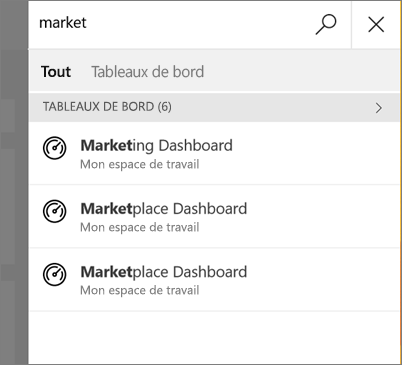 market
Tout Tableaux de bord
TABLEAUX DE BORD (6)
Marketing Dashboard
Mon espace de travail
Marketplace Dashboard
Mon espace de travail
Marketplace Dashboard
Mon espace de travail